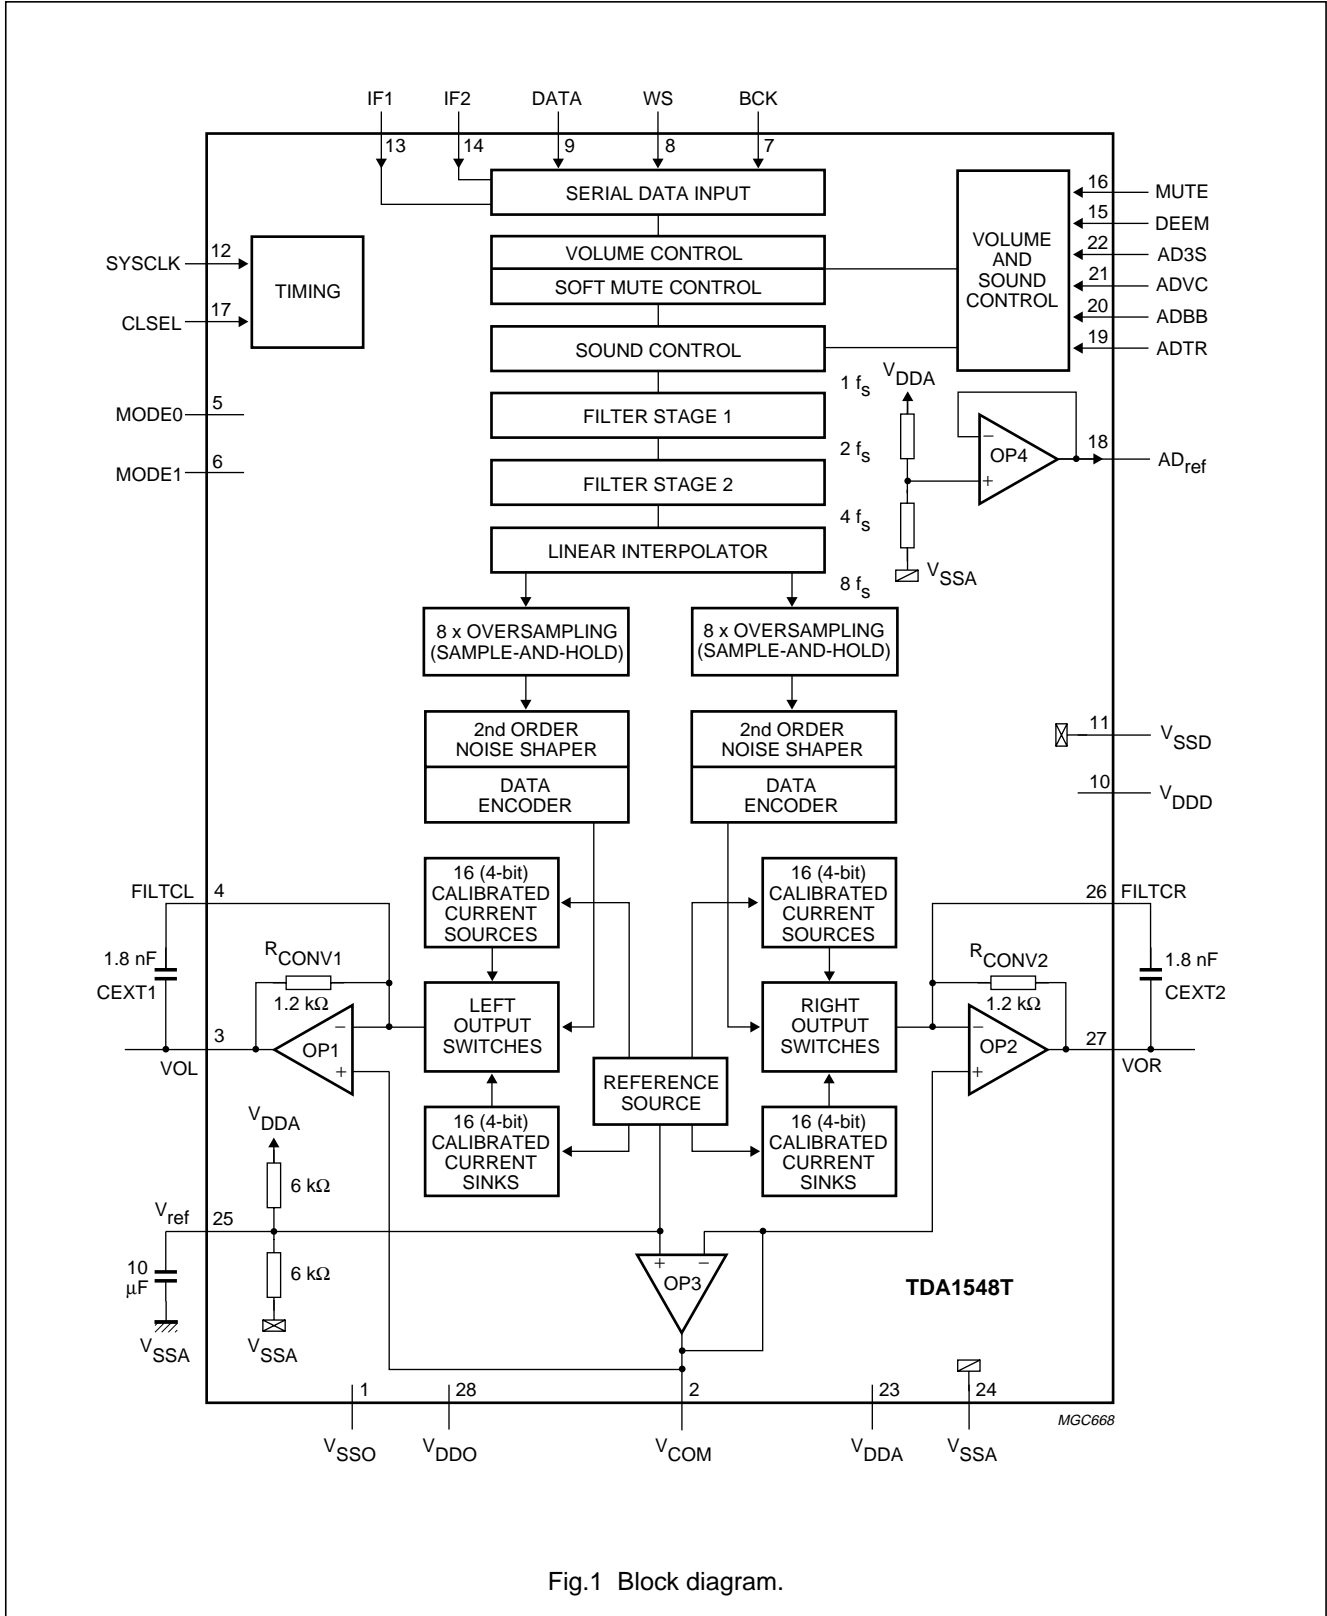 IF1 IF2 DATA WS BCK
13 14 9 8 7
SERIAL DATA INPUT
VOLUME CONTROL
SOFT MUTE CONTROL
SOUND CONTROL
FILTER STAGE 1
FILTER STAGE 2
LINEAR INTERPOLATOR
1 fs
2 fs
4 fs
8 fs
SYSCLK 12
CLSEL 17
TIMING
MODE0 5
MODE1 6
VOLUME
AND
SOUND
CONTROL
16 MUTE
15 DEEM
22 AD3S
21 ADVC
20 ADBB
19 ADTR
VDDA
−
OP4
+
18 ADref
VSSA
8 x OVERSAMPLING
(SAMPLE-AND-HOLD)
8 x OVERSAMPLING
(SAMPLE-AND-HOLD)
2nd ORDER
NOISE SHAPER
DATA
ENCODER
2nd ORDER
NOISE SHAPER
DATA
ENCODER
11 VSSD
10 VDDD
FILTCL 4
1.8 nF
CEXT1
RCONV1
1.2 kΩ
−
OP1
+
3
VOL
16 (4-bit)
CALIBRATED
CURRENT
SOURCES
LEFT
OUTPUT
SWITCHES
16 (4-bit)
CALIBRATED
CURRENT
SINKS
REFERENCE
SOURCE
16 (4-bit)
CALIBRATED
CURRENT
SOURCES
RIGHT
OUTPUT
SWITCHES
16 (4-bit)
CALIBRATED
CURRENT
SINKS
26 FILTCR
RCONV2
1.2 kΩ
1.8 nF
CEXT2
−
OP2
+
27
VOR
VDDA
6 kΩ
Vref 25
6 kΩ
10
μF
VSSA
VSSA
+ −
OP3
TDA1548T
1 28 2 23 24
MGC668
VSSO VDDO VCOM VDDA VSSA
Fig.1 Block diagram.